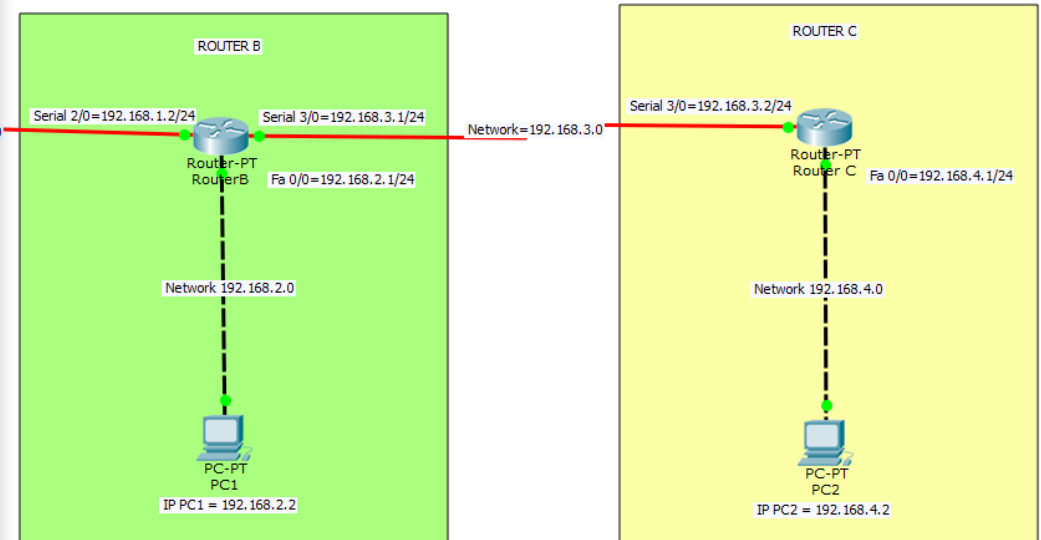 ROUTER B
Serial 2/0=192.168.1.2/24
Serial 3/0=192.168.3.1/24
Router-PT
RouterB
Fa 0/0=192.168.2.1/24
Network 192.168.2.0
PC-PT
PC1
IP PC1 = 192.168.2.2
Network=192.168.3.0
ROUTER C
Serial 3/0=192.168.3.2/24
Router-PT
Router C
Fa 0/0=192.168.4.1/24
Network 192.168.4.0
PC-PT
PC2
IP PC2 = 192.168.4.2